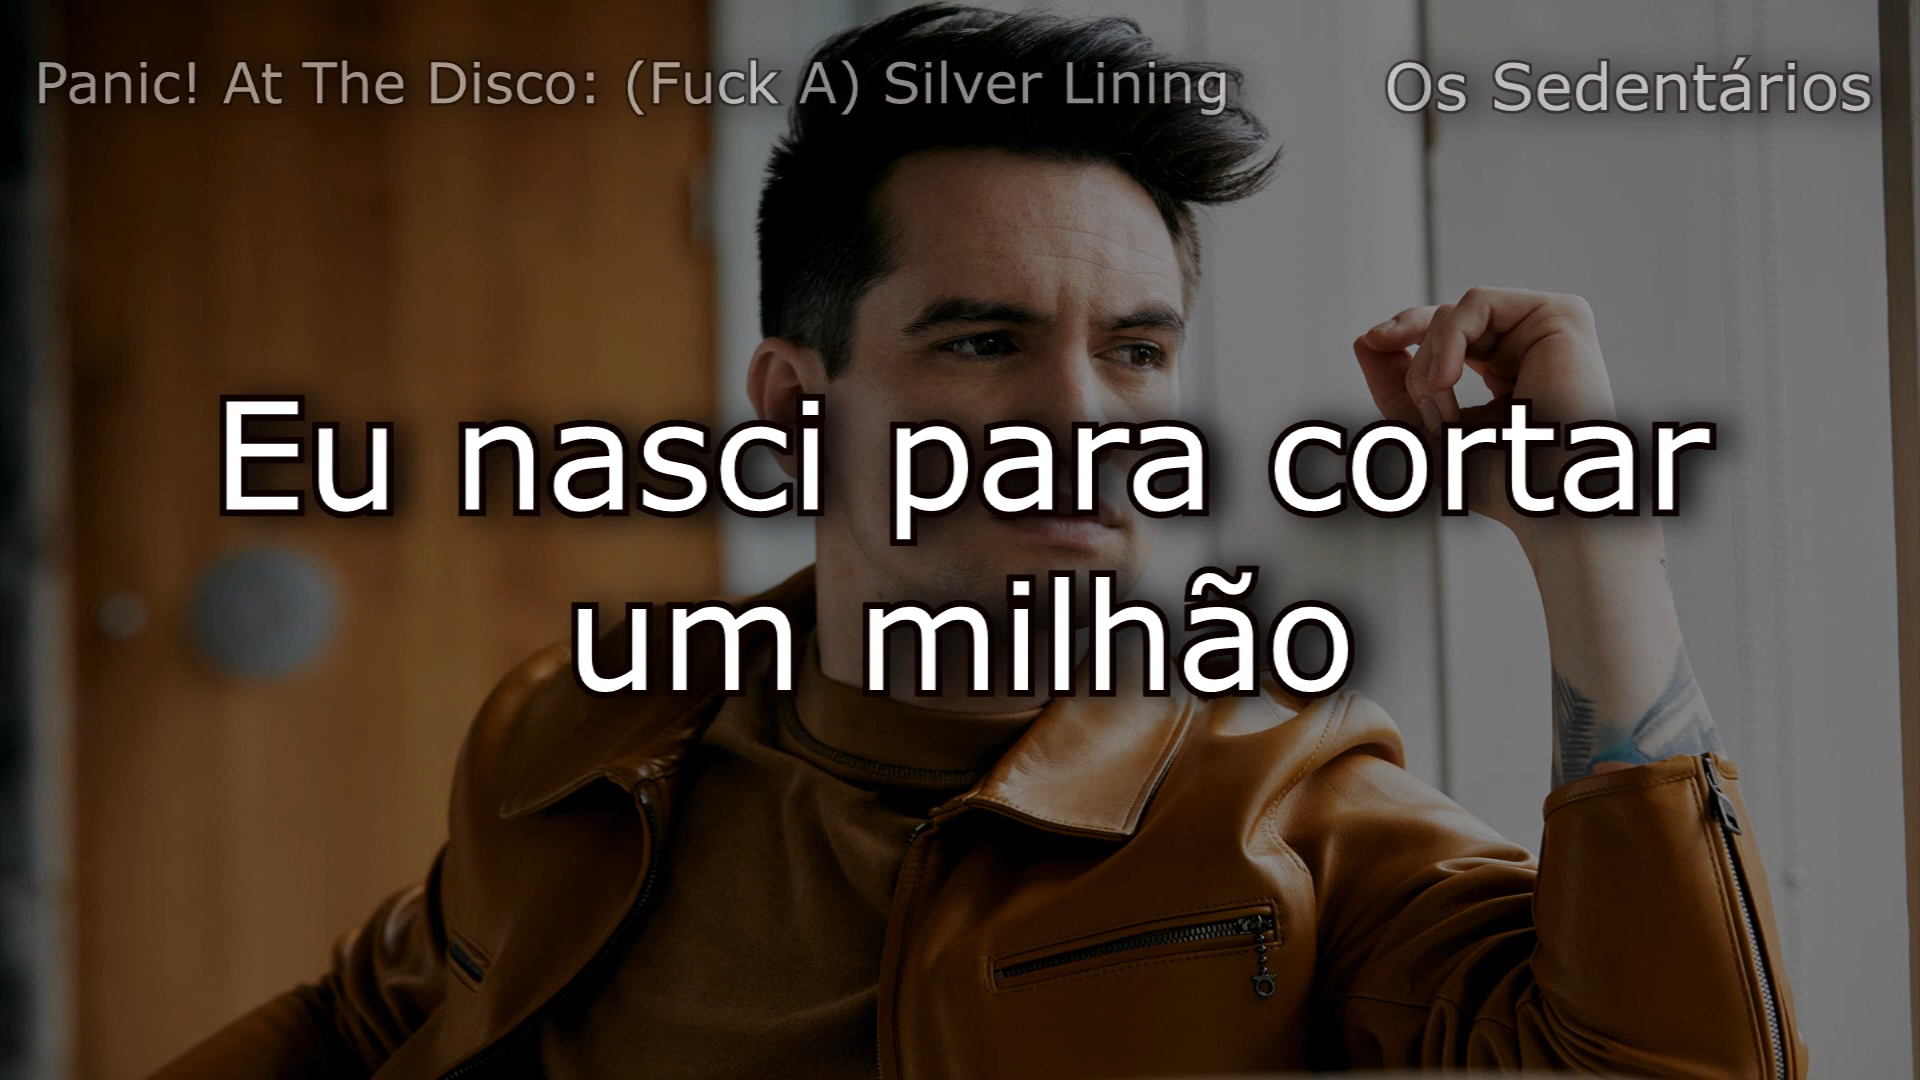 Panic! At The Disco: (Fuck A) Silver Lining
Os Sedentários
Eu nasci para cortar
um milhão